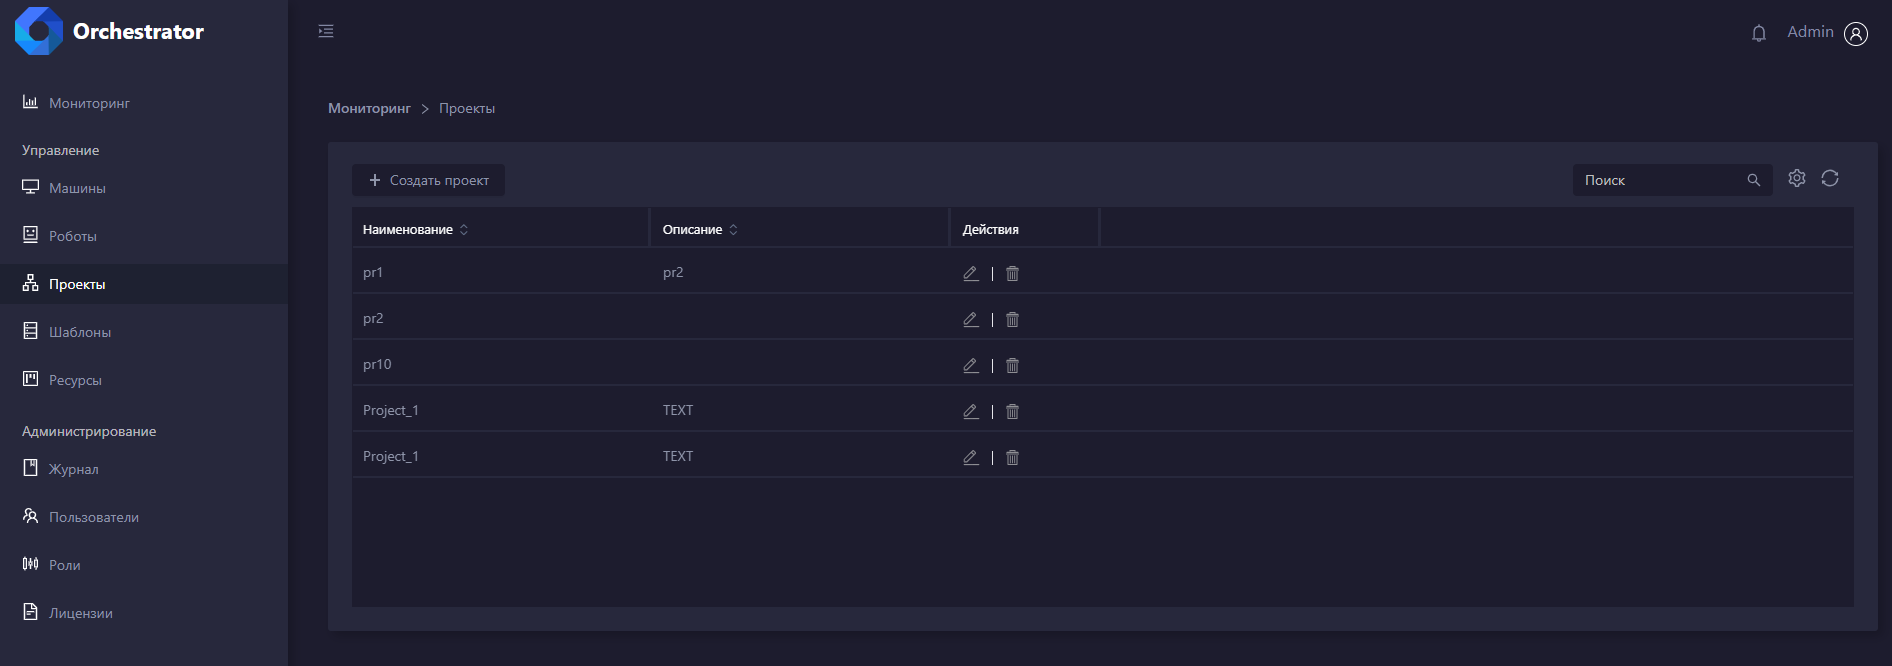 Orchestrator
Admin
Мониторинг
Управление
Машины
Роботы
Проекты
Шаблоны
Ресурсы
Администрирование
Журнал
Пользователи
Роли
Лицензии
Мониторинг > Проекты
+ Создать проект
Поиск
Наименование Описание Действия
pr1 pr2 |
pr2 |
pr10 |
Project_1 TEXT |
Project_1 TEXT |